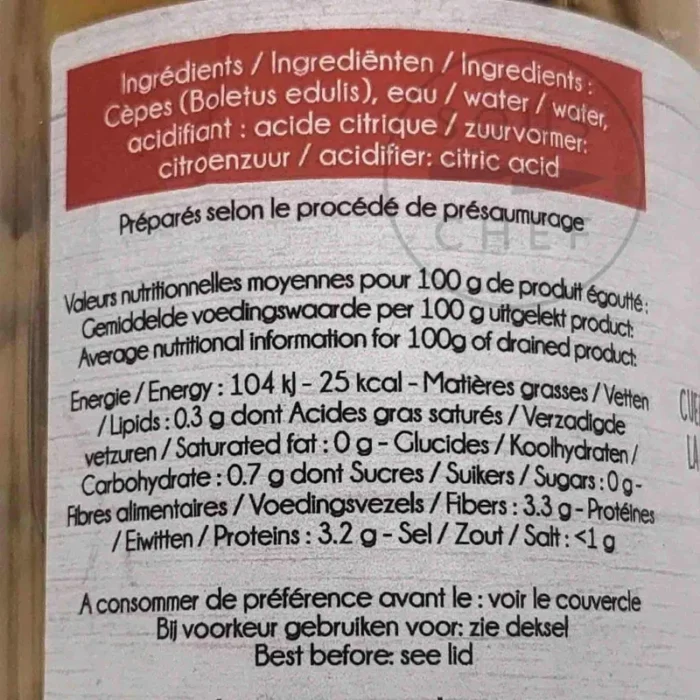 Ingrédients / Ingrediënten / Ingredients :
Cèpes (Boletus edulis), eau / water / water,
acidifiant : acide citrique / zuurvormer:
citroenzuur / acidifier: citric acid
Préparés selon le procédé de présaumurage
CHEF
Valeurs nutritionnelles moyennes pour 100 g de produit égoutté :
Gemiddelde voedingswaarde per 100 g uitgelekt product:
Average nutritional information for 100g of drained product:
Energie / Energy : 104 kJ - 25 kcal - Matières grasses / Vetten
/ Lipids : 0.3 g dont Acides gras saturés / Verzadigde
vetzuren / Saturated fat : 0 g - Glucides / Koolhydraten /
Carbohydrate : 0.7 g dont Sucres / Suikers / Sugars : 0 g -
Fibres alimentaires / Voedingsvezels / Fibers : 3.3 g - Protéines
/ Eiwitten / Proteins : 3.2 g - Sel / Zout / Salt : <1 g
A consommer de préférence avant le : voir le couvercle
Bij voorkeur gebruiken voor: zie deksel
Best before: see lid